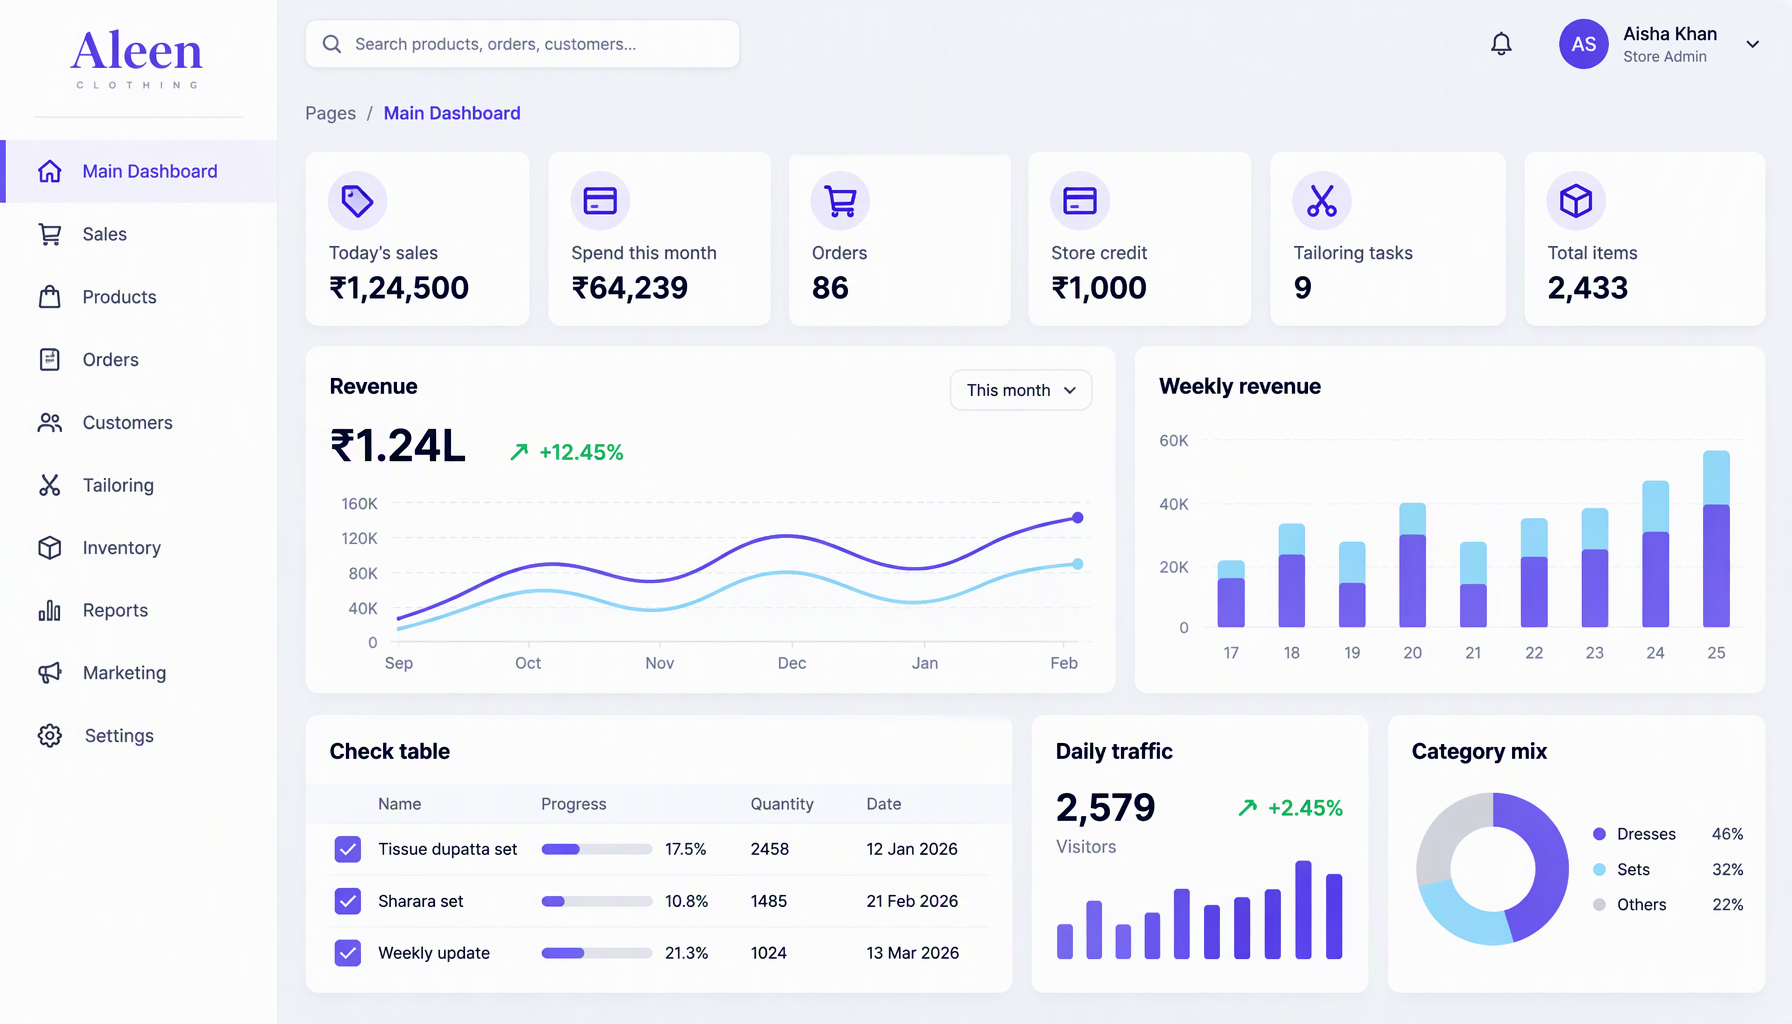 Aleen
CLOTHING
Main Dashboard
Sales
Products
Orders
Customers
Tailoring
Inventory
Reports
Marketing
Settings
Search products, orders, customers...
AS
Aisha Khan
Store Admin
Pages / Main Dashboard
Today's sales
₹1,24,500
Spend this month
₹64,239
Orders
86
Store credit
₹1,000
Tailoring tasks
9
Total items
2,433
Revenue
This month
₹1.24L
+12.45%
160K
120K
80K
40K
0
Sep Oct Nov Dec Jan Feb
Weekly revenue
60K
40K
20K
0
17 18 19 20 21 22 23 24 25
Check table
Name Progress Quantity Date
Tissue dupatta set 17.5% 2458 12 Jan 2026
Sharara set 10.8% 1485 21 Feb 2026
Weekly update 21.3% 1024 13 Mar 2026
Daily traffic
2,579
+2.45%
Visitors
Category mix
Dresses 46%
Sets 32%
Others 22%